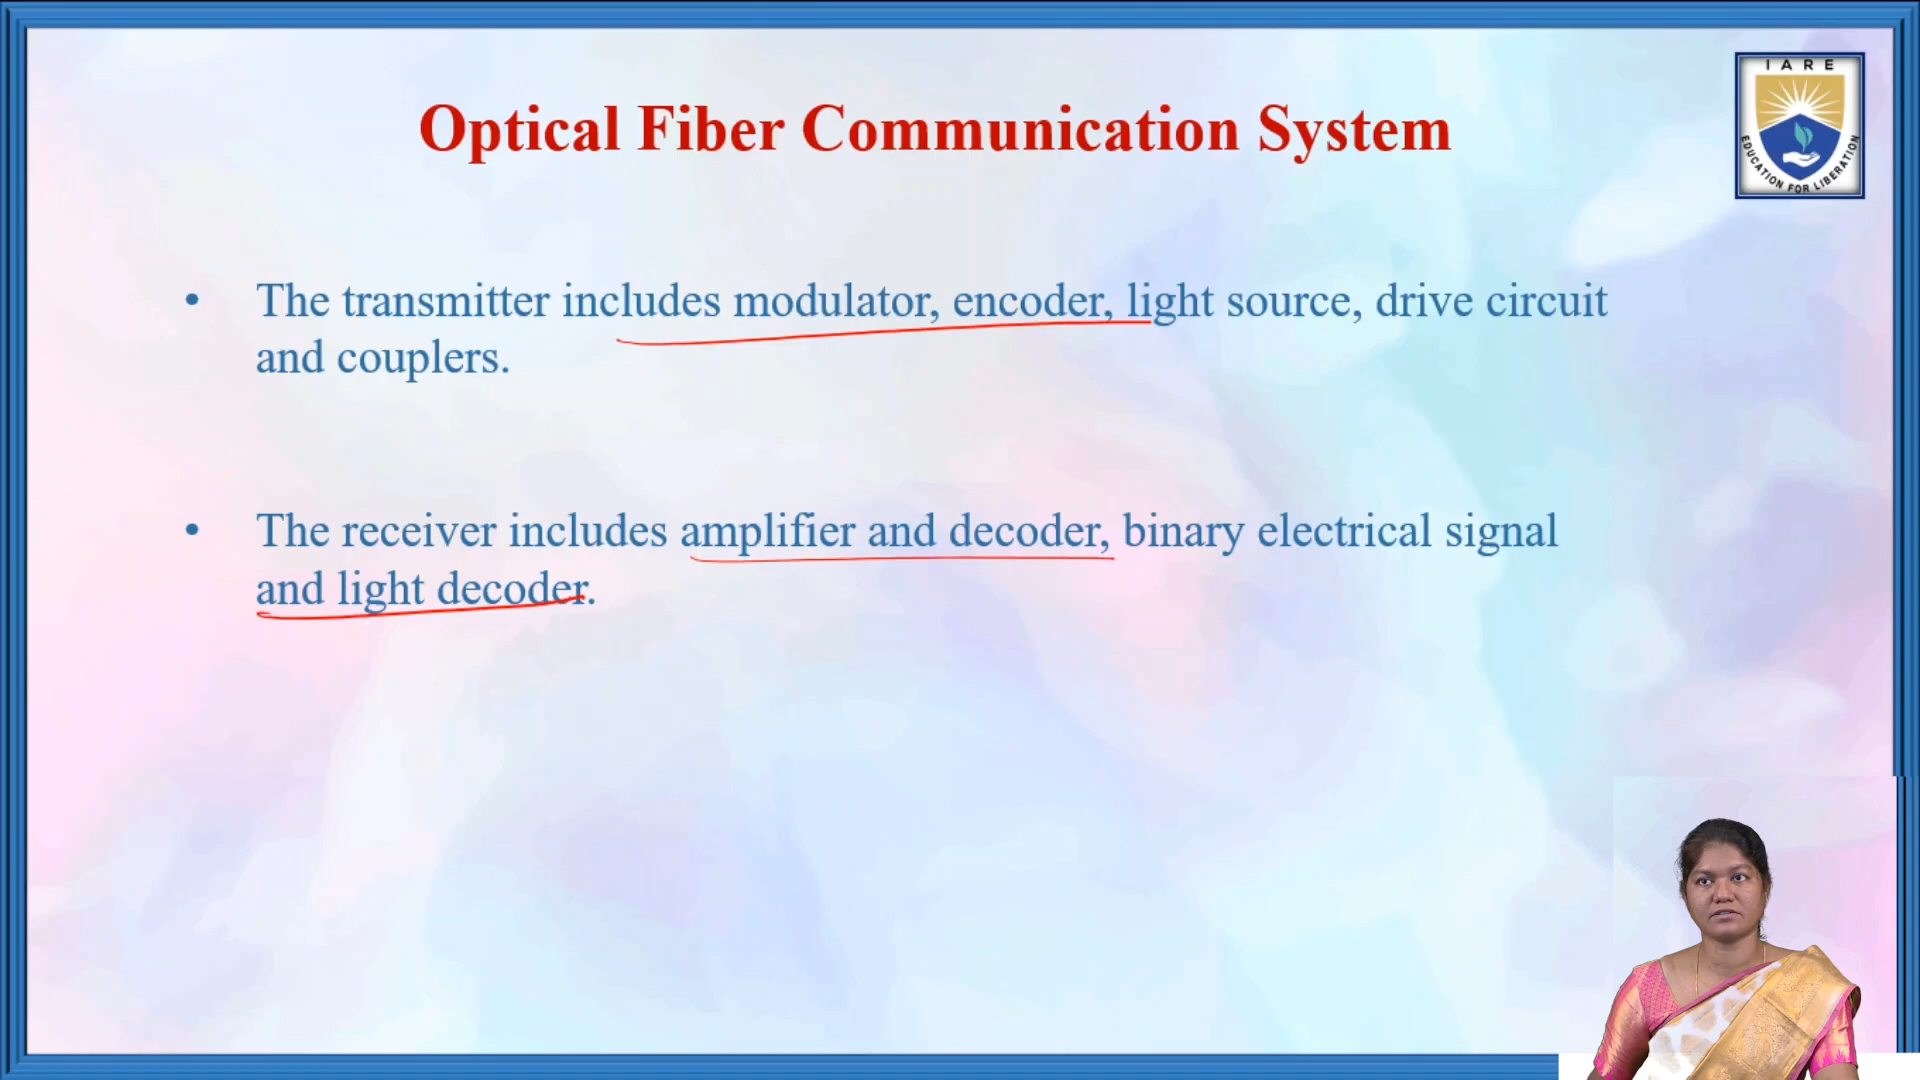 IARE
EDUCATION FOR LIBERATION
Optical Fiber Communication System
• The transmitter includes modulator, encoder, light source, drive circuit
and couplers.
• The receiver includes amplifier and decoder, binary electrical signal
and light decoder.